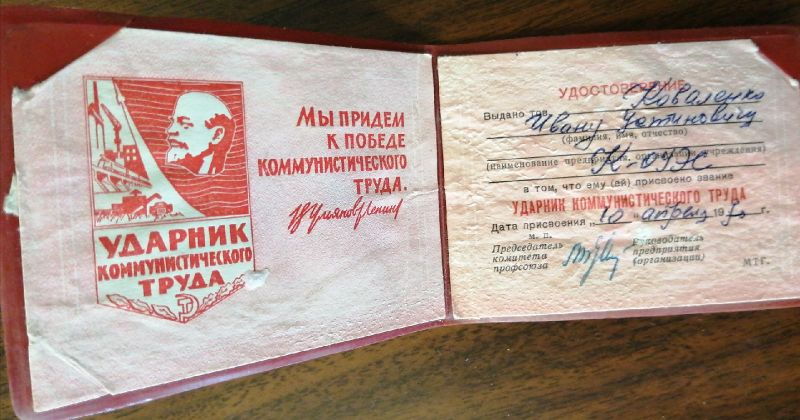 УДАРНИК
КОММУНИСТИЧЕСКОГО
ТРУДА
МЫ ПРИДЕМ
К ПОБЕДЕ
КОММУНИСТИЧЕСКОГО
ТРУДА.
В Ульянов (Ленин)
УДОСТОВЕРЕНИЕ
Выдано тов. Коваленко
Ивану
(фамилия, имя, отчество)
(наименование предприятия, организации, учреждения)
в том, что ему (ей) присвоено звание
УДАРНИК КОММУНИСТИЧЕСКОГО ТРУДА
Дата присвоения „10 апреля 19 г.
м. п.
Председатель Руководитель
комитета предприятия
профсоюза (организации)
МТГ.